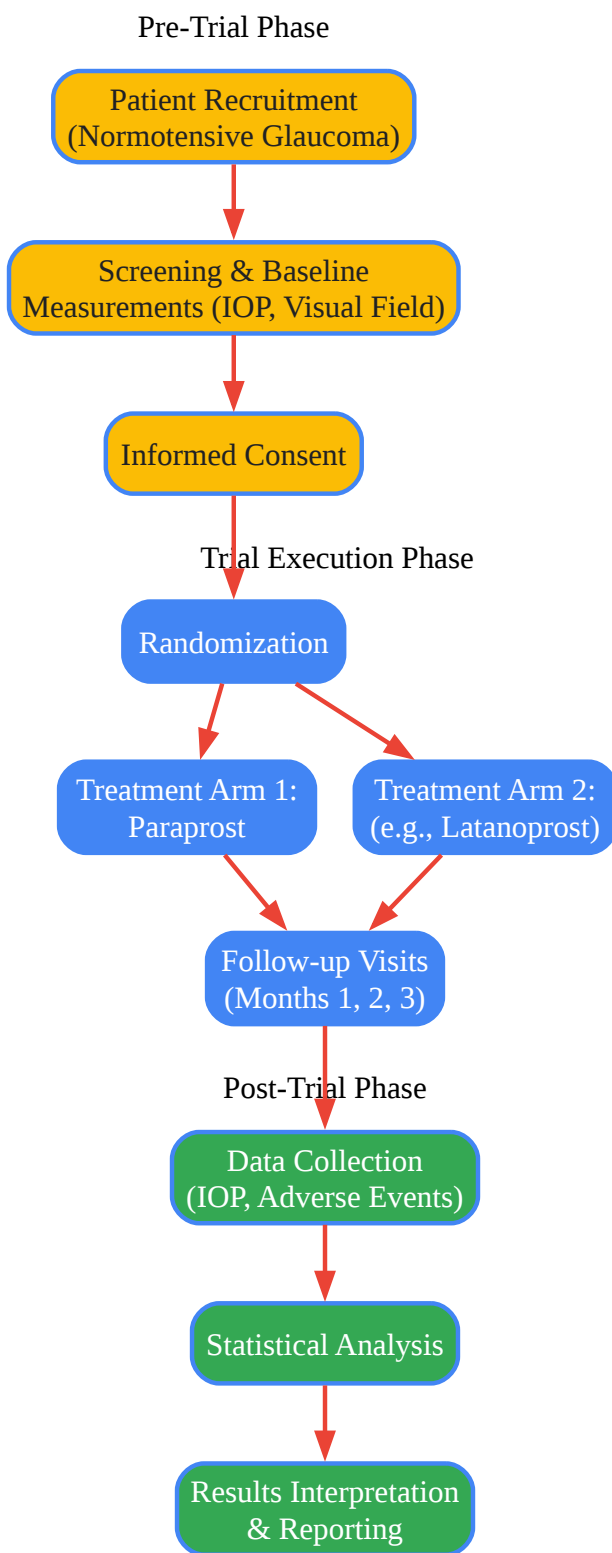 Pre-Trial Phase
Patient Recruitment
(Normotensive Glaucoma)
Screening & Baseline
Measurements (IOP, Visual Field)
Informed Consent
Trial Execution Phase
Randomization
Treatment Arm 1:
Paraprost
Treatment Arm 2:
(e.g., Latanoprost)
Follow-up Visits
(Months 1, 2, 3)
Post-Trial Phase
Data Collection
(IOP, Adverse Events)
Statistical Analysis
Results Interpretation
& Reporting